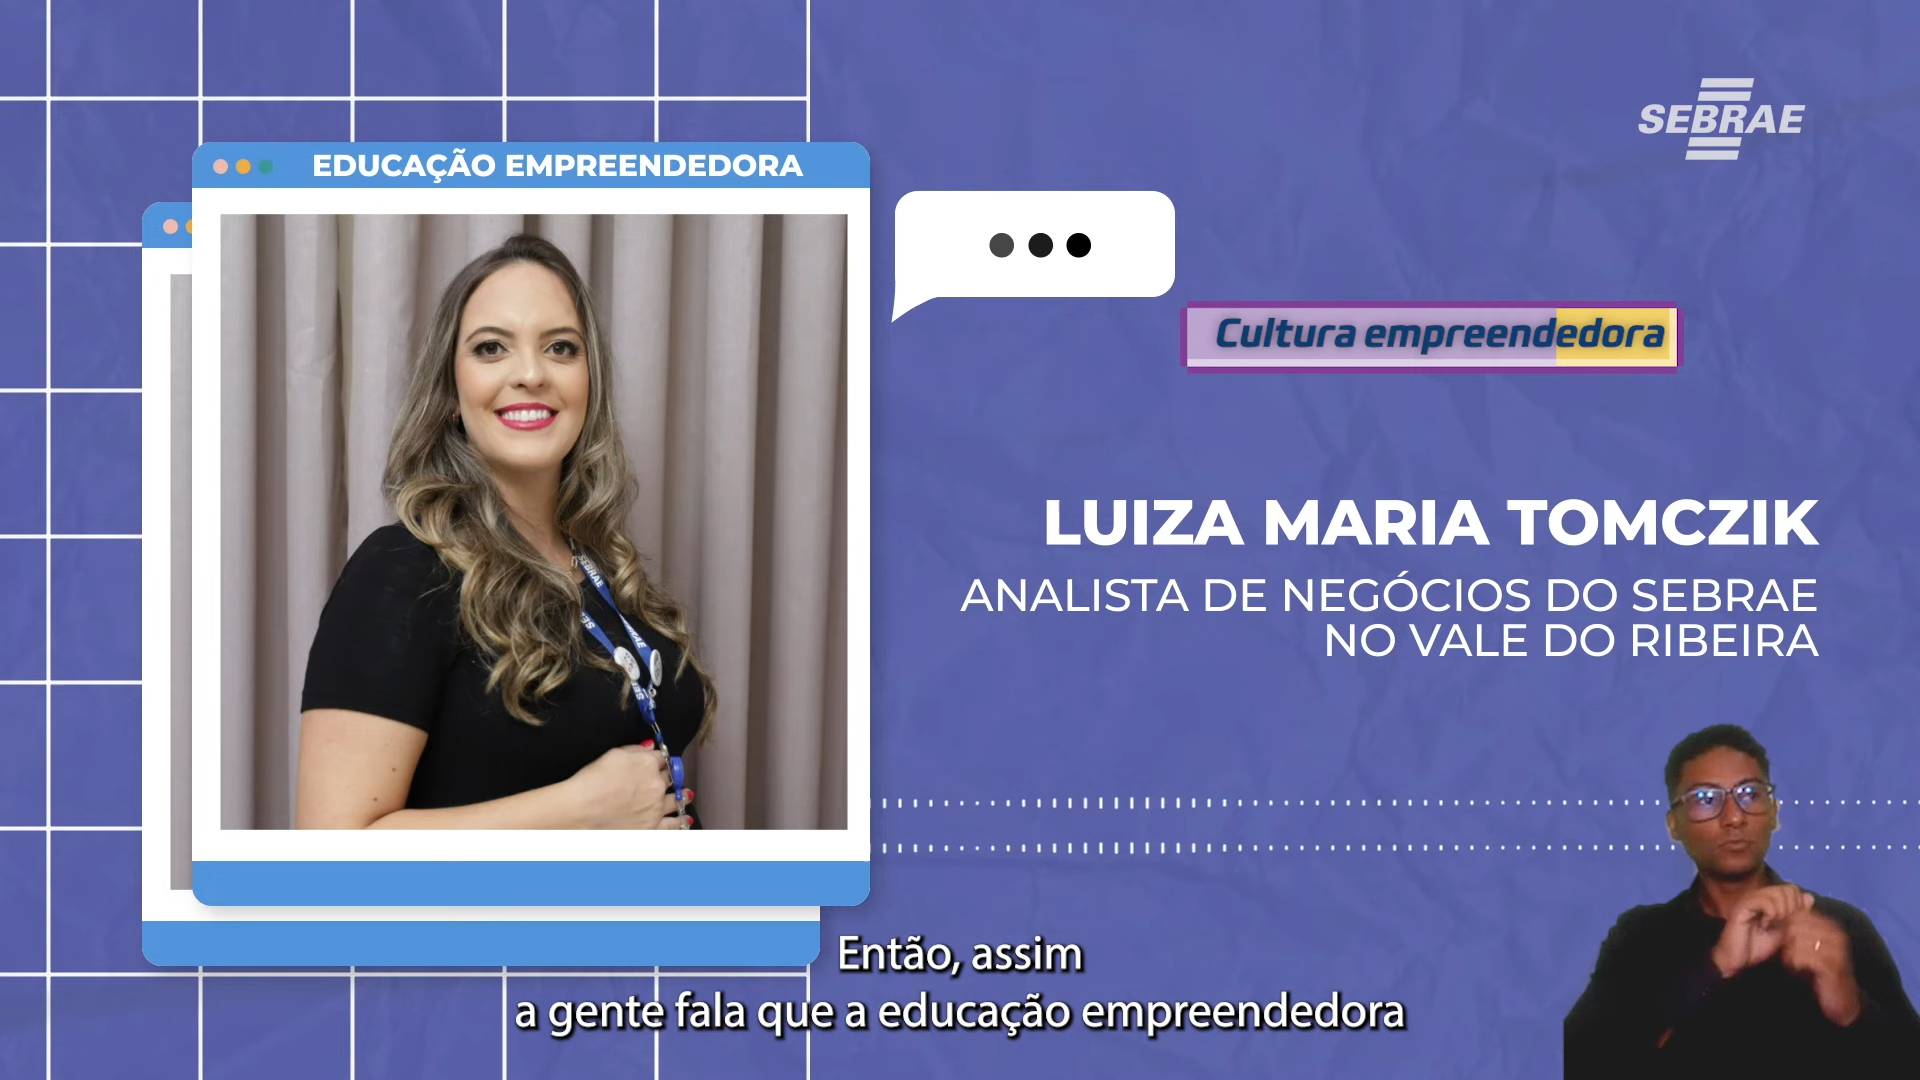 SEBRAE
EDUCAÇÃO EMPREENDEDORA
Cultura empreendedora
LUIZA MARIA TOMCZIK
ANALISTA DE NEGÓCIOS DO SEBRAE
NO VALE DO RIBEIRA
SEBRAE
Então, assim
a gente fala que a educação empreendedora